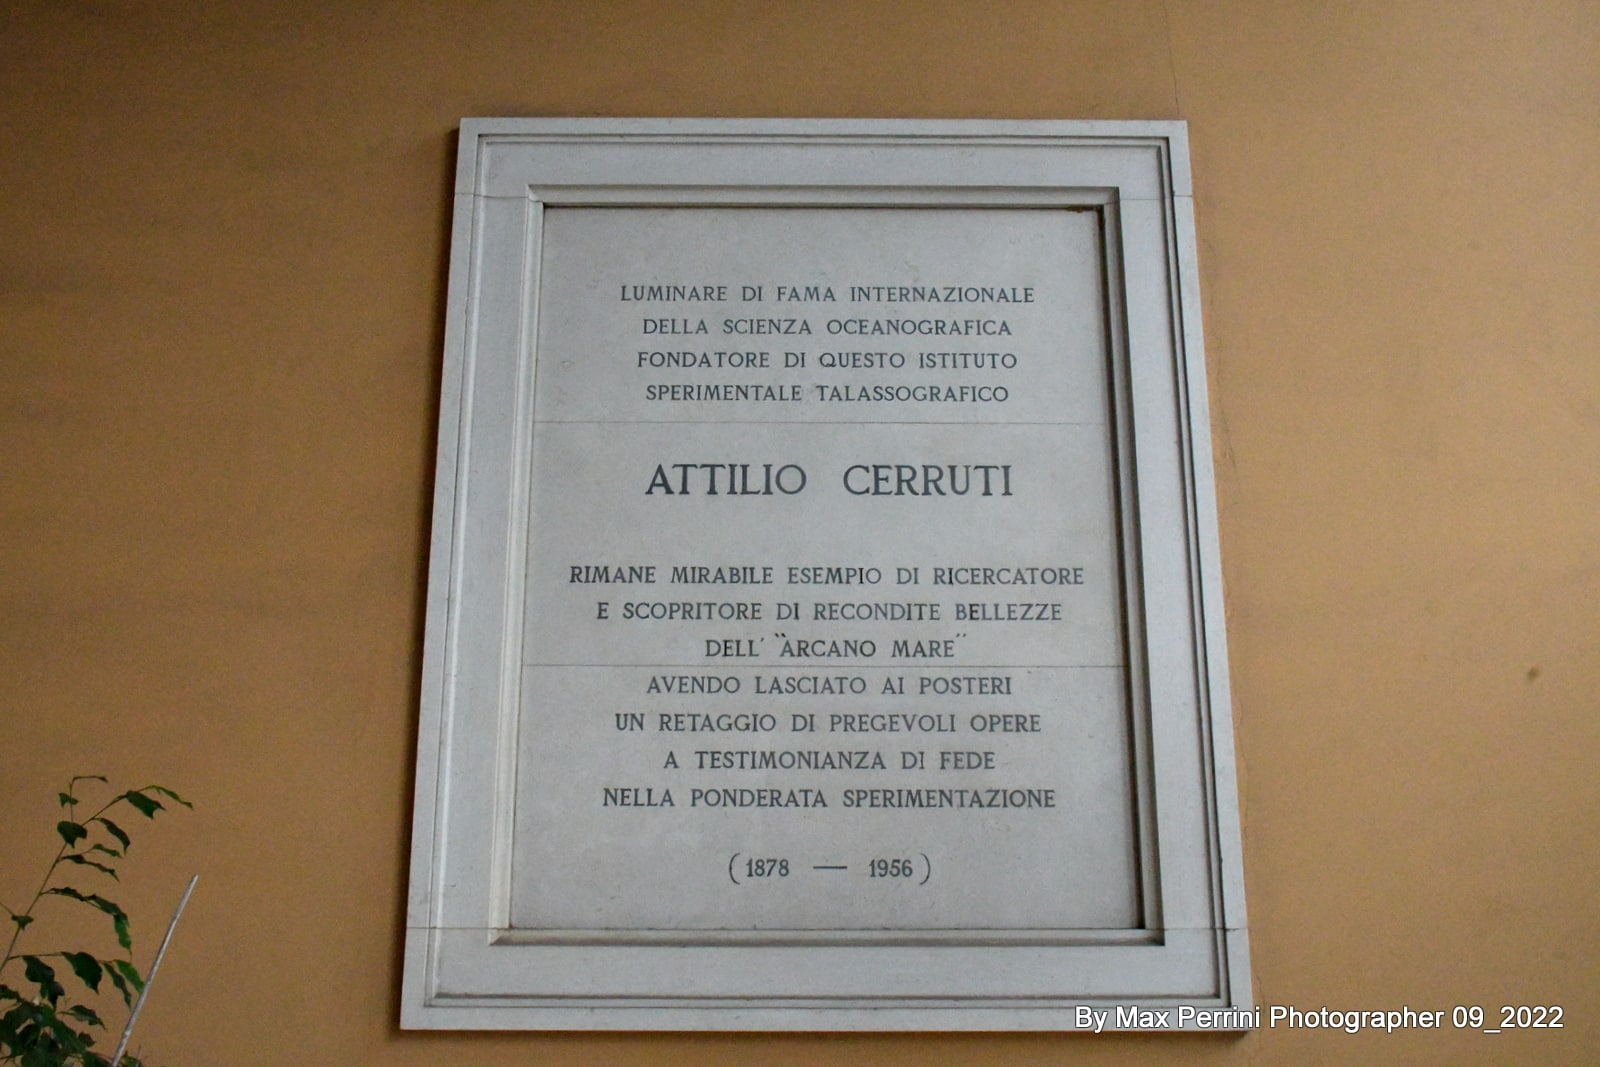 LUMINARE DI FAMA INTERNAZIONALE
DELLA SCIENZA OCEANOGRAFICA
FONDATORE DI QUESTO ISTITUTO
SPERIMENTALE TALASSOGRAFICO
ATTILIO CERRUTI
RIMANE MIRABILE ESEMPIO DI RICERCATORE
E SCOPRITORE DI RECONDITE BELLEZZE
DELL' "ARCANO MARE"
AVENDO LASCIATO AI POSTERI
UN RETAGGIO DI PREGEVOLI OPERE
A TESTIMONIANZA DI FEDE
NELLA PONDERATA SPERIMENTAZIONE
(1878 — 1956)
By Max Perrini Photographer 09_2022